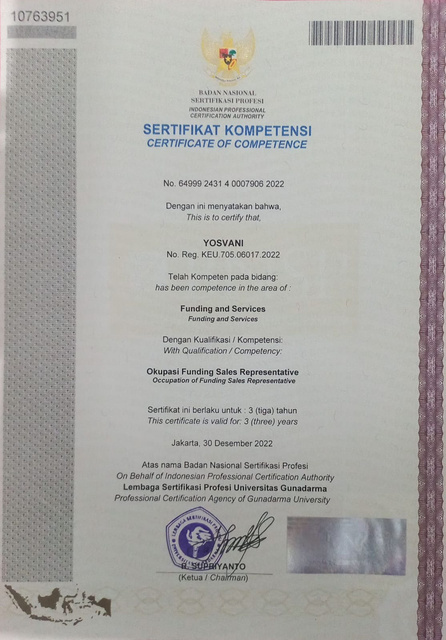 10763951
BADAN NASIONAL
SERTIFIKASI PROFESI
INDONESIAN PROFESSIONAL
CERTIFICATION AUTHORITY
SERTIFIKAT KOMPETENSI
CERTIFICATE OF COMPETENCE
No. 64999 2431 4 0007906 2022
Dengan ini menyatakan bahwa,
This is to certify that,
YOSVANI
No. Reg. KEU.705.06017.2022
Telah Kompeten pada bidang:
has been competence in the area of :
Funding and Services
Funding and Services
Dengan Kualifikasi / Kompetensi:
With Qualification / Competency:
Okupasi Funding Sales Representative
Occupation of Funding Sales Representative
Sertifikat ini berlaku untuk : 3 (tiga) tahun
This certificate is valid for: 3 (three) years
Jakarta, 30 Desember 2022
Atas nama Badan Nasional Sertifikasi Profesi
On Behalf of Indonesian Professional Certification Authority
Lembaga Sertifikasi Profesi Universitas Gunadarma
Professional Certification Agency of Gunadarma University
R. SUPRIYANTO
(Ketua / Chairman)